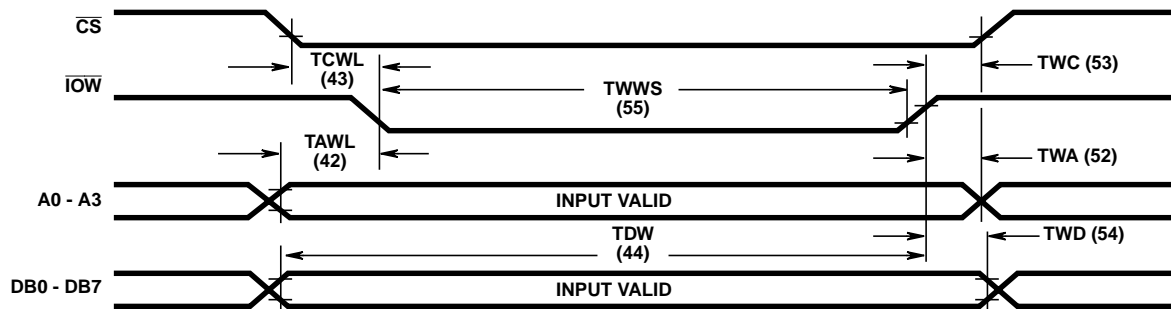 CS
TCWL
(43)
TWC (53)
IOW
TWWS
(55)
TAWL
(42)
TWA (52)
A0 - A3
INPUT VALID
TDW
(44)
TWD (54)
DB0 - DB7
INPUT VALID